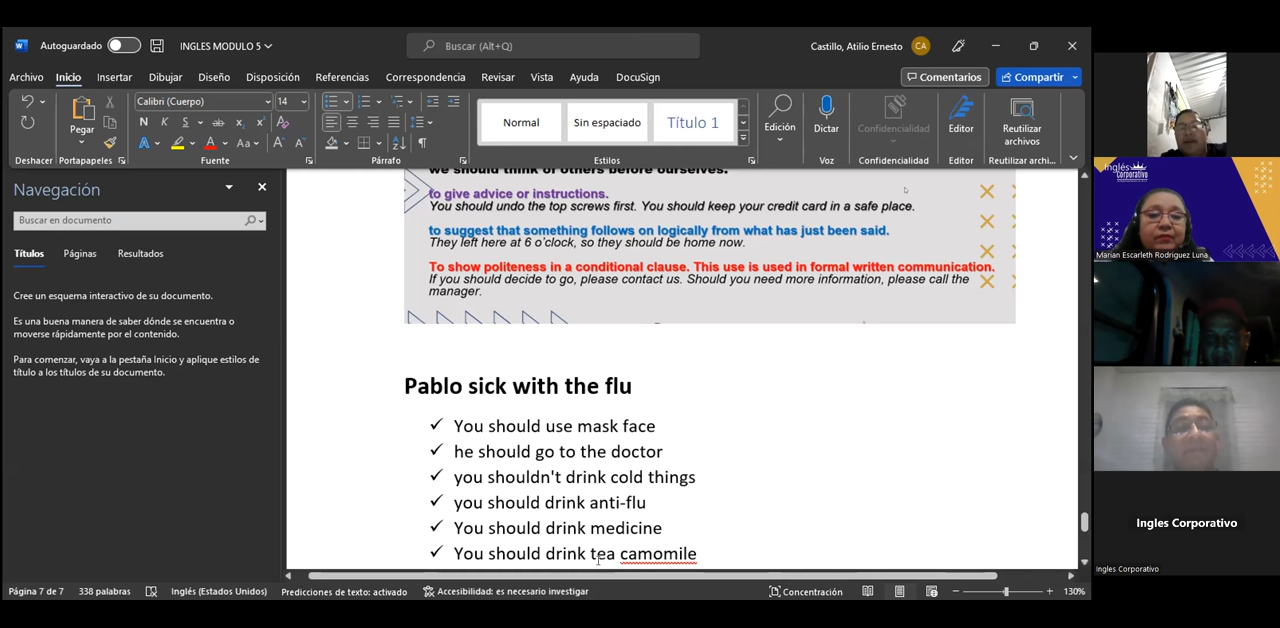 Autoguardado
INGLES MODULO 5
Buscar (Alt+Q)
Castillo, Atilio Ernesto
CA
Archivo
Inicio
Insertar
Dibujar
Diseño
Disposición
Referencias
Correspondencia
Revisar
Vista
Ayuda
DocuSign
Comentarios
Compartir
Pegar
Calibri (Cuerpo)
14
N K S ab x₂ x²
A Aa A A
Normal
Sin espaciado
Título 1
Edición
Dictar
Confidencialidad
Editor
Reutilizar
archivos
Deshacer
Portapapeles
Fuente
Párrafo
Estilos
Voz
Confidencialidad
Editor
Reutilizar archi...
Navegación
Buscar en documento
Títulos
Páginas
Resultados
Cree un esquema interactivo de su documento.
Es una buena manera de saber dónde se encuentra o
moverse rápidamente por el contenido.
Para comenzar, vaya a la pestaña Inicio y aplique estilos de
título a los títulos de su documento.
we should think of others before ourselves.
to give advice or instructions.
You should undo the top screws first. You should keep your credit card in a safe place.
to suggest that something follows on logically from what has just been said.
They left here at 6 o'clock, so they should be home now.
To show politeness in a conditional clause. This use is used in formal written communication.
If you should decide to go, please contact us. Should you need more information, please call the
manager.
Pablo sick with the flu
✓ You should use mask face
✓ he should go to the doctor
✓ you shouldn't drink cold things
✓ you should drink anti-flu
✓ You should drink medicine
✓ You should drink tea camomile
Página 7 de 7
338 palabras
Inglés (Estados Unidos)
Predicciones de texto: activado
Accesibilidad: es necesario investigar
Concentración
130%
Inglés
Corporativo
Marian Escarleth Rodriguez Luna
Ingles Corporativo
Ingles Corporativo